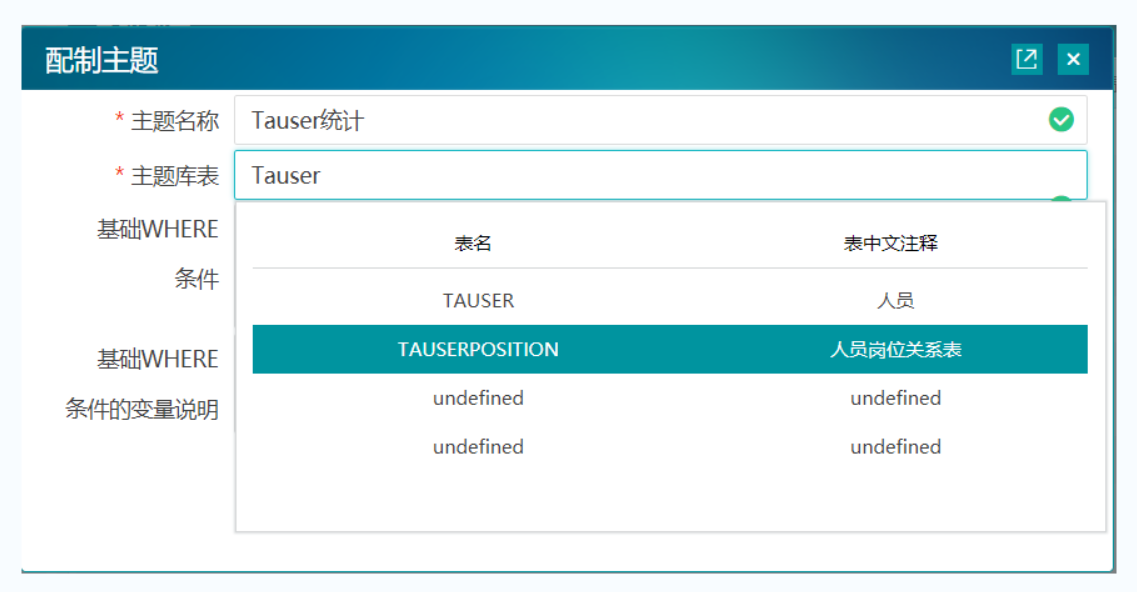 配制主题
* 主题名称 Tauser统计
* 主题库表 Tauser
基础WHERE
条件
表名 表中文注释
TAUSER 人员
TAUSERPOSITION 人员岗位关系表
undefined undefined
undefined undefined
基础WHERE
条件的变量说明